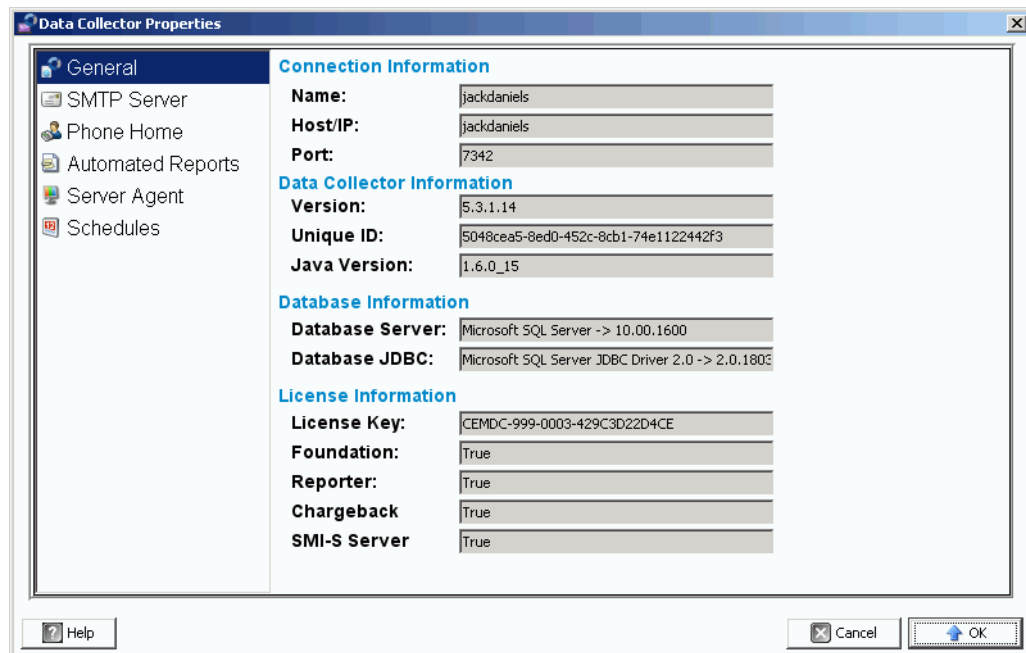 Data Collector Properties
General
SMTP Server
Phone Home
Automated Reports
Server Agent
Schedules
Connection Information
Name: jackdaniels
Host/IP: jackdaniels
Port: 7342
Data Collector Information
Version: 5.3.1.14
Unique ID: 5048cea5-8ed0-452c-8cb1-74e1122442f3
Java Version: 1.6.0_15
Database Information
Database Server: Microsoft SQL Server -> 10.00.1600
Database JDBC: Microsoft SQL Server JDBC Driver 2.0 -> 2.0.1803
License Information
License Key: CEMDC-999-0003-429C3D22D4CE
Foundation: True
Reporter: True
Chargeback True
SMI-S Server True
Help
Cancel
OK